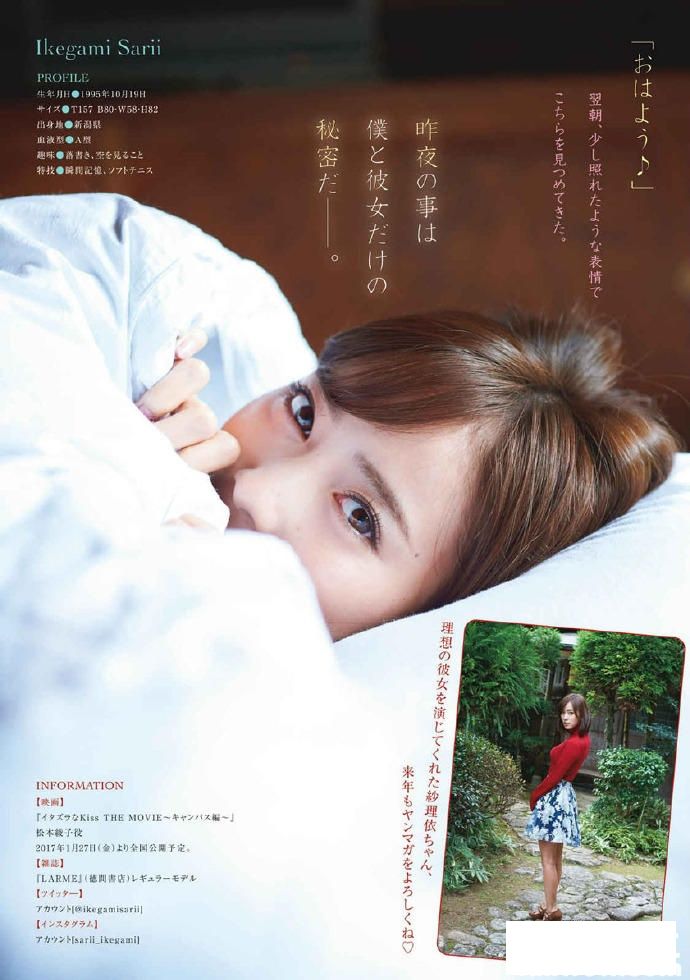 Ikegami Sarii
PROFILE
生年月日●1995年10月19日
サイズ●T157 B80-W58-H82
出身地●新潟県
血液型●A型
趣味●落書き、空を見ること
特技●瞬間記憶、ソフトテニス
「おはよう♪」
翌朝、少し照れたような表情で
こちらを見つめてきた。
昨夜の事は
僕と彼女だけの
秘密だ――。
理想の彼女を演じてくれた紗理依ちゃん、
来年もヤンマガをよろしくね♡
INFORMATION
【映画】
『イタズラなKiss THE MOVIE～キャンパス編～』
松本綾子役
2017年1月27日(金)より全国公開予定。
【雑誌】
『LARME』(徳間書店)レギュラーモデル
【ツイッター】
アカウント[@ikegamisarii]
【インスタグラム】
アカウント[sarii_ikegami]